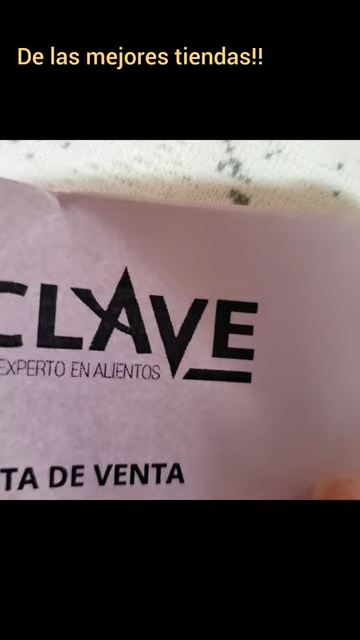 De las mejores tiendas!!
CLAVE
EXPERTO EN ALIENTOS
TA DE VENTA